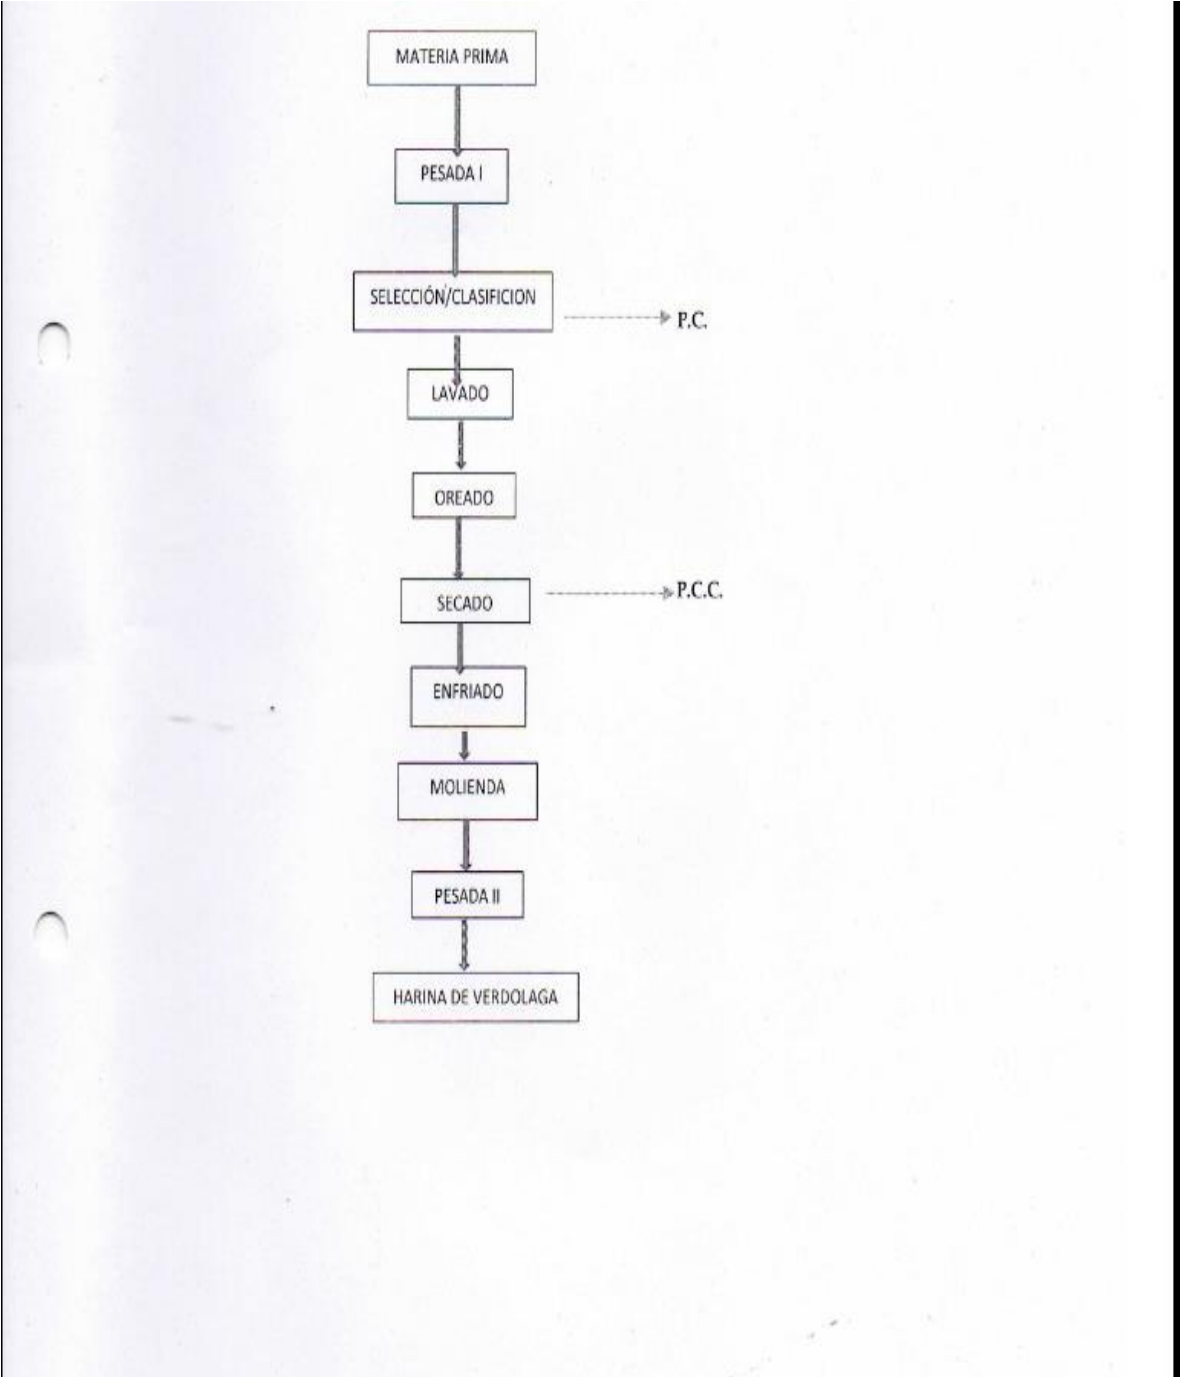 MATERIA PRIMA
PESADA I
SELECCIÓN/CLASIFICION
P.C.
LAVADO
OREADO
SECADO
P.C.C.
ENFRIADO
MOLIENDA
PESADA II
HARINA DE VERDOLAGA